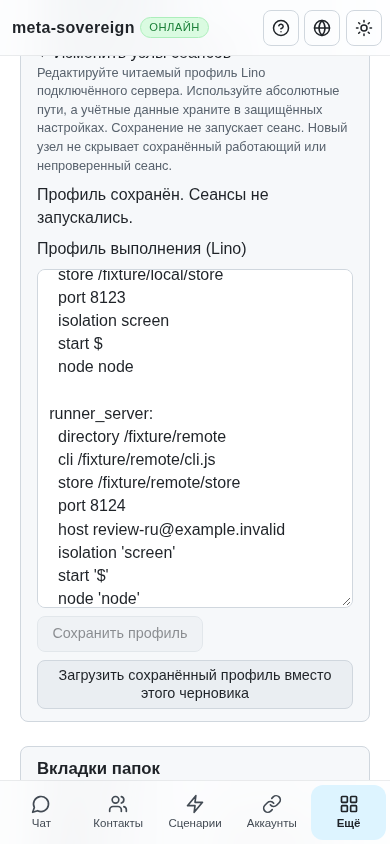 meta-sovereign ОНЛАЙН
Изменить узлы сеансов
Редактируйте читаемый профиль Lino
подключённого сервера. Используйте абсолютные
пути, а учётные данные храните в защищённых
настройках. Сохранение не запускает сеанс. Новый
узел не скрывает сохранённый работающий или
непроверенный сеанс.
Профиль сохранён. Сеансы не
запускались.
Профиль выполнения (Lino)
store /fixture/local/store
port 8123
isolation screen
start $
node node
runner_server:
directory /fixture/remote
cli /fixture/remote/cli.js
store /fixture/remote/store
port 8124
host review-ru@example.invalid
isolation 'screen'
start '$'
node 'node'
Сохранить профиль
Загрузить сохранённый профиль вместо
этого черновика
Вкладки папок
Чат Контакты Сценарии Аккаунты Ещё